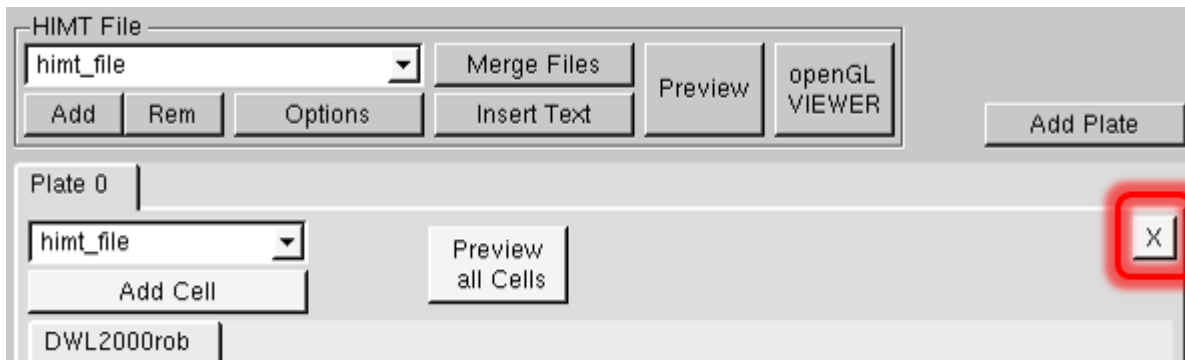 HIMT File
himt_file
Merge Files
Preview
openGL
VIEWER
Add
Rem
Options
Insert Text
Add Plate
Plate 0
himt_file
Preview
all Cells
X
Add Cell
DWL2000rob